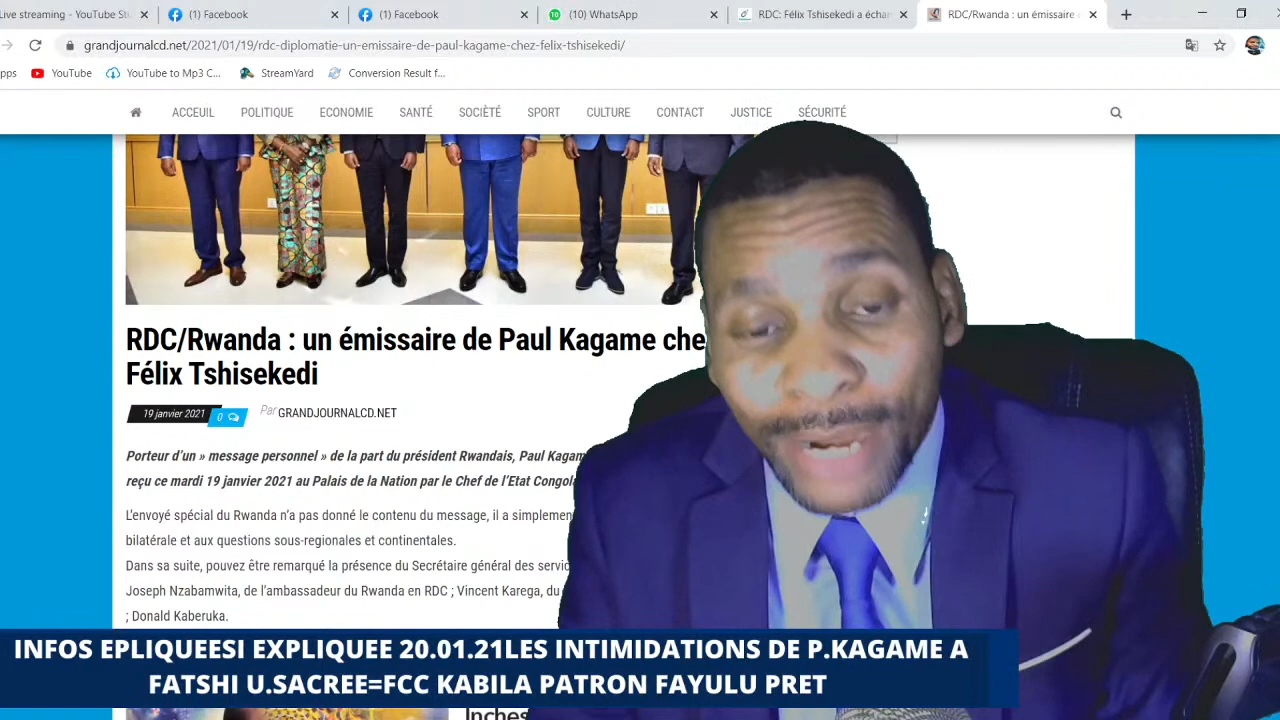 Live streaming - YouTube Stu
(1) Facebook
(1) Facebook
(10) WhatsApp
RDC: Félix Tshisekedi a échan
RDC/Rwanda : un émissaire
grandjournalcd.net/2021/01/19/rdc-diplomatie-un-emissaire-de-paul-kagame-chez-felix-tshisekedi/
pps YouTube YouTube to Mp3 C... StreamYard Conversion Result f...
ACCEUIL POLITIQUE ECONOMIE SANTÉ SOCIÈTÉ SPORT CULTURE CONTACT JUSTICE SÉCURITÉ
RDC/Rwanda : un émissaire de Paul Kagame che
Félix Tshisekedi
19 janvier 2021 0 Par GRANDJOURNALCD.NET
Porteur d'un » message personnel » de la part du président Rwandais, Paul Kagam
reçu ce mardi 19 janvier 2021 au Palais de la Nation par le Chef de l'Etat Congol
L'envoyé spécial du Rwanda n'a pas donné le contenu du message, il a simplemen
bilatérale et aux questions sous-regionales et continentales.
Dans sa suite, pouvez être remarqué la présence du Secrétaire général des servic
Joseph Nzabamwita, de l'ambassadeur du Rwanda en RDC ; Vincent Karega, du
; Donald Kaberuka.
INFOS EPLIQUEESI EXPLIQUEE 20.01.21LES INTIMIDATIONS DE P.KAGAME A
FATSHI U.SACREE=FCC KABILA PATRON FAYULU PRET
Inches